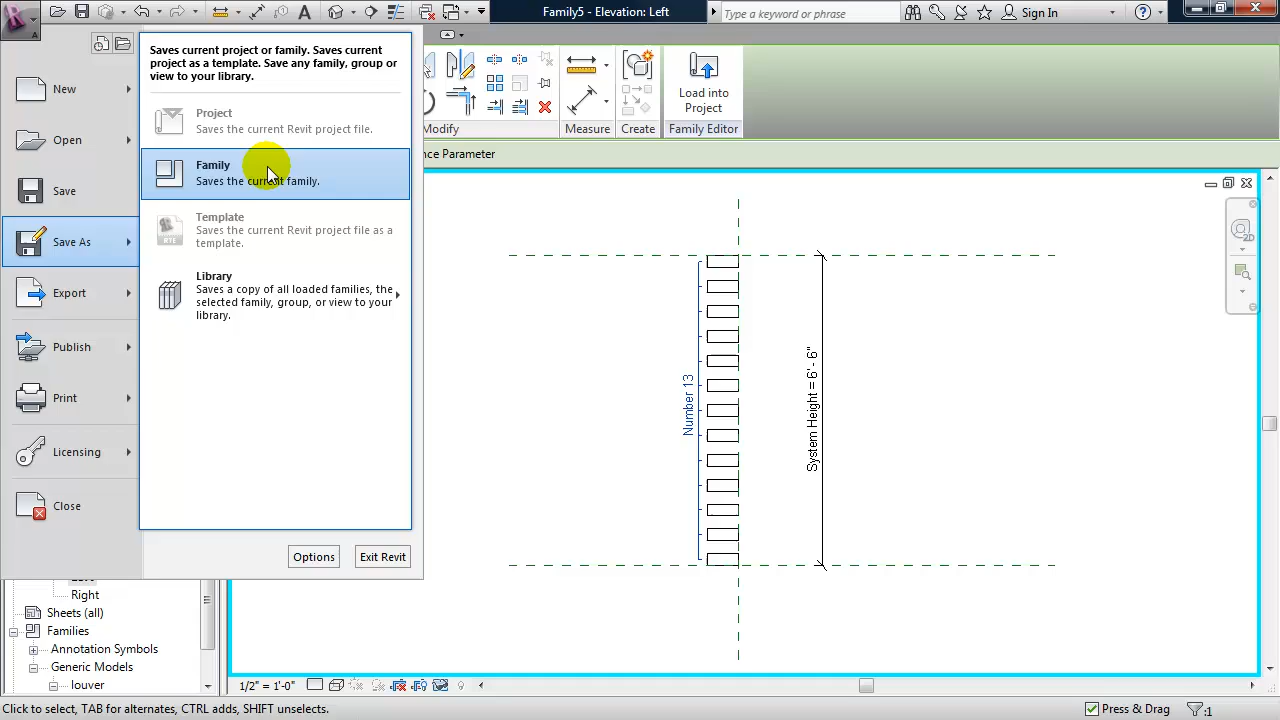 Family5 - Elevation: Left
Type a keyword or phrase
Sign In
Saves current project or family. Saves current
project as a template. Save any family, group or
view to your library.
Project
Saves the current Revit project file.
Family
Saves the current family.
Template
Saves the current Revit project file as a
template.
Library
Saves a copy of all loaded families, the
selected family, group, or view to your
library.
New
Open
Save
Save As
Export
Publish
Print
Licensing
Close
Options
Exit Revit
Modify
Measure
Create
Load into
Project
Family Editor
nce Parameter
2D
Number 13
System Height = 6' - 6"
Right
Sheets (all)
Families
Annotation Symbols
Generic Models
louver
1/2" = 1'-0"
Click to select, TAB for alternates, CTRL adds, SHIFT unselects.
Press & Drag
:1